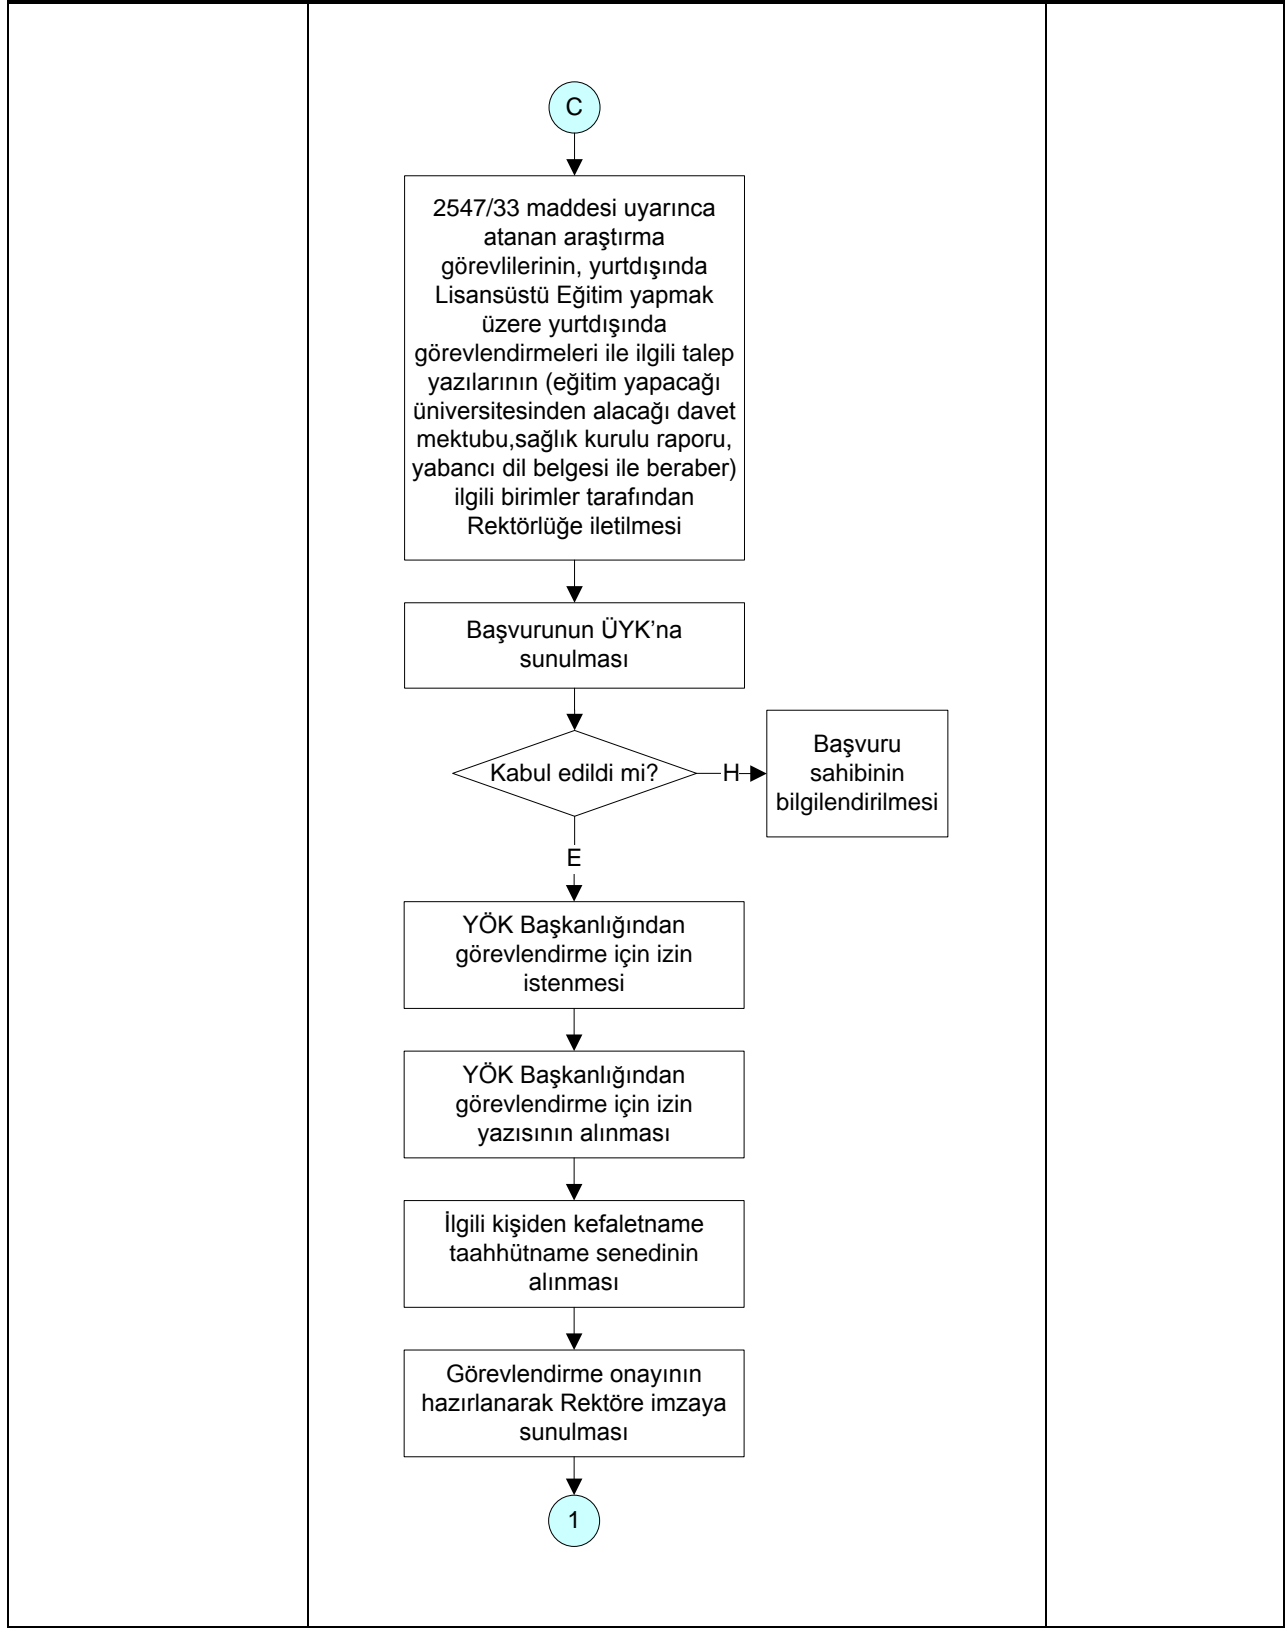 C
2547/33 maddesi uyarınca
atanan araştırma
görevlilerinin, yurtdışında
Lisansüstü Eğitim yapmak
üzere yurtdışında
görevlendirmeleri ile ilgili talep
yazılarının (eğitim yapacağı
üniversitesinden alacağı davet
mektubu,sağlık kurulu raporu,
yabancı dil belgesi ile beraber)
ilgili birimler tarafından
Rektörlüğe iletilmesi
Başvurunun ÜYK’na
sunulması
Kabul edildi mi?
H
Başvuru
sahibinin
bilgilendirilmesi
E
YÖK Başkanlığından
görevlendirme için izin
istenmesi
YÖK Başkanlığından
görevlendirme için izin
yazısının alınması
İlgili kişiden kefaletname
taahhütname senedinin
alınması
Görevlendirme onayının
hazırlanarak Rektöre imzaya
sunulması
1